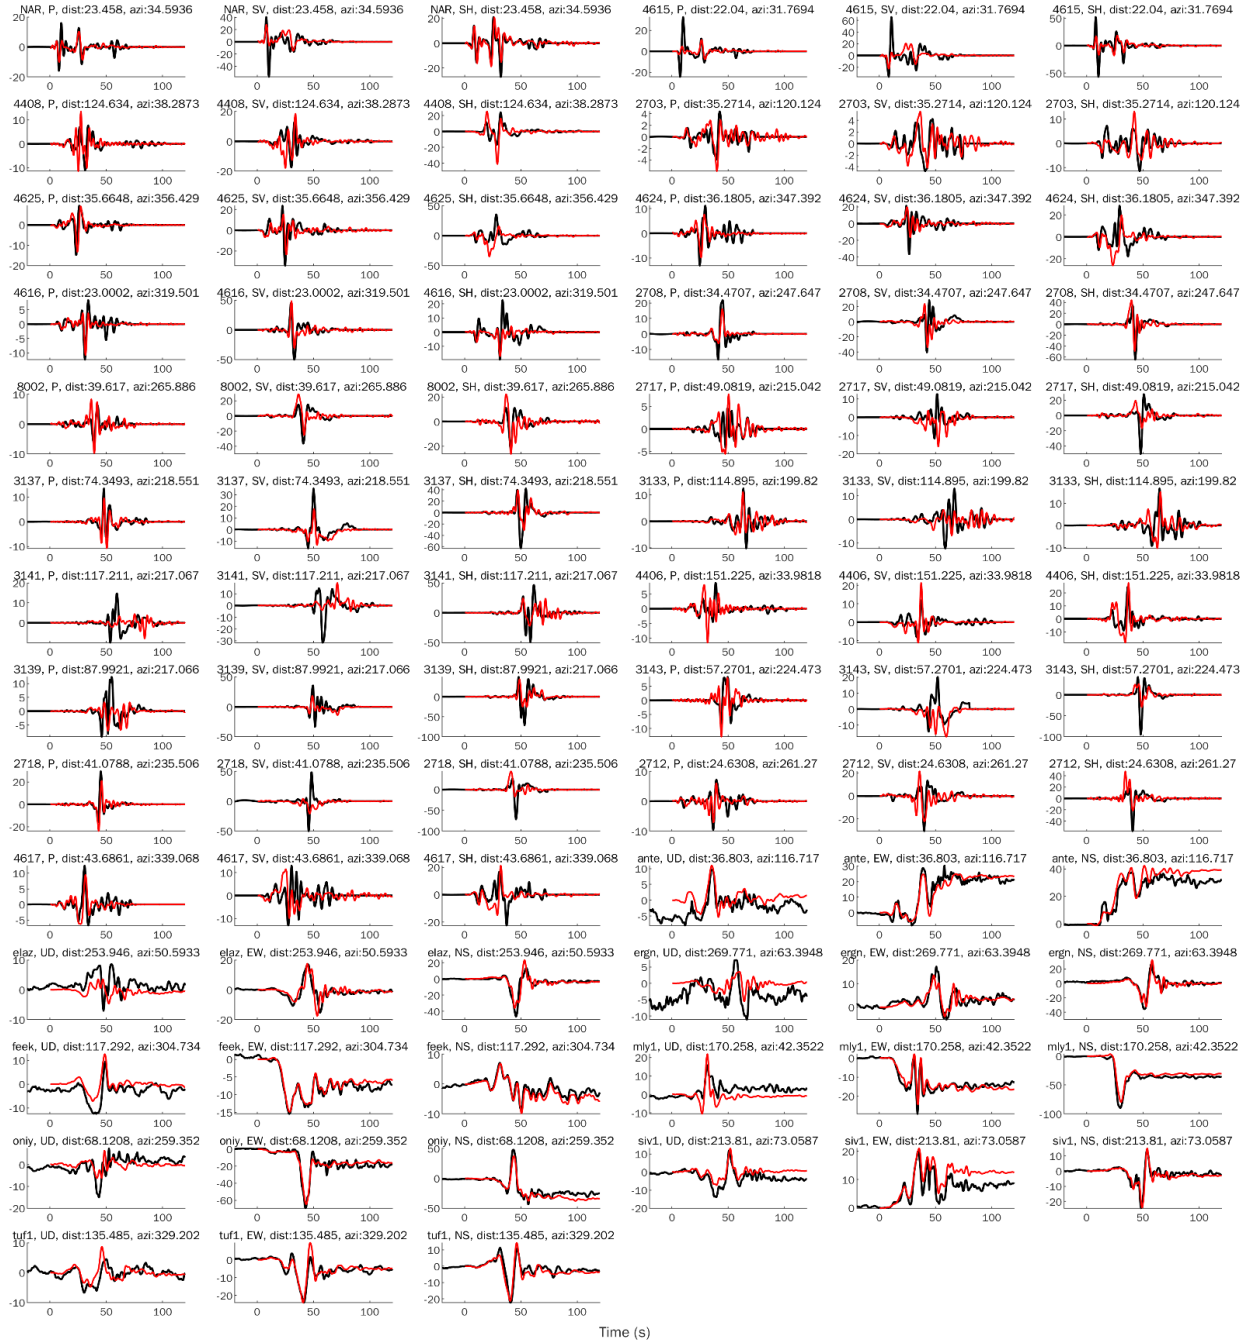 NAR, P, dist:23.458, azi:34.5936
NAR, SV, dist:23.458, azi:34.5936
NAR, SH, dist:23.458, azi:34.5936
4615, P, dist:22.04, azi:31.7694
4615, SV, dist:22.04, azi:31.7694
4615, SH, dist:22.04, azi:31.7694
4408, P, dist:124.634, azi:38.2873
4408, SV, dist:124.634, azi:38.2873
4408, SH, dist:124.634, azi:38.2873
2703, P, dist:35.2714, azi:120.124
2703, SV, dist:35.2714, azi:120.124
2703, SH, dist:35.2714, azi:120.124
4625, P, dist:35.6648, azi:356.429
4625, SV, dist:35.6648, azi:356.429
4625, SH, dist:35.6648, azi:356.429
4624, P, dist:36.1805, azi:347.392
4624, SV, dist:36.1805, azi:347.392
4624, SH, dist:36.1805, azi:347.392
4616, P, dist:23.0002, azi:319.501
4616, SV, dist:23.0002, azi:319.501
4616, SH, dist:23.0002, azi:319.501
2708, P, dist:34.4707, azi:247.647
2708, SV, dist:34.4707, azi:247.647
2708, SH, dist:34.4707, azi:247.647
8002, P, dist:39.617, azi:265.886
8002, SV, dist:39.617, azi:265.886
8002, SH, dist:39.617, azi:265.886
2717, P, dist:49.0819, azi:215.042
2717, SV, dist:49.0819, azi:215.042
2717, SH, dist:49.0819, azi:215.042
3137, P, dist:74.3493, azi:218.551
3137, SV, dist:74.3493, azi:218.551
3137, SH, dist:74.3493, azi:218.551
3133, P, dist:114.895, azi:199.82
3133, SV, dist:114.895, azi:199.82
3133, SH, dist:114.895, azi:199.82
3141, P, dist:117.211, azi:217.067
3141, SV, dist:117.211, azi:217.067
3141, SH, dist:117.211, azi:217.067
4406, P, dist:151.225, azi:33.9818
4406, SV, dist:151.225, azi:33.9818
4406, SH, dist:151.225, azi:33.9818
3139, P, dist:87.9921, azi:217.066
3139, SV, dist:87.9921, azi:217.066
3139, SH, dist:87.9921, azi:217.066
3143, P, dist:57.2701, azi:224.473
3143, SV, dist:57.2701, azi:224.473
3143, SH, dist:57.2701, azi:224.473
2718, P, dist:41.0788, azi:235.506
2718, SV, dist:41.0788, azi:235.506
2718, SH, dist:41.0788, azi:235.506
2712, P, dist:24.6308, azi:261.27
2712, SV, dist:24.6308, azi:261.27
2712, SH, dist:24.6308, azi:261.27
4617, P, dist:43.6861, azi:339.068
4617, SV, dist:43.6861, azi:339.068
4617, SH, dist:43.6861, azi:339.068
ante, UD, dist:36.803, azi:116.717
ante, EW, dist:36.803, azi:116.717
ante, NS, dist:36.803, azi:116.717
elaz, UD, dist:253.946, azi:50.5933
elaz, EW, dist:253.946, azi:50.5933
elaz, NS, dist:253.946, azi:50.5933
ergn, UD, dist:269.771, azi:63.3948
ergn, EW, dist:269.771, azi:63.3948
ergn, NS, dist:269.771, azi:63.3948
feek, UD, dist:117.292, azi:304.734
feek, EW, dist:117.292, azi:304.734
feek, NS, dist:117.292, azi:304.734
mly1, UD, dist:170.258, azi:42.3522
mly1, EW, dist:170.258, azi:42.3522
mly1, NS, dist:170.258, azi:42.3522
oniy, UD, dist:68.1208, azi:259.352
oniy, EW, dist:68.1208, azi:259.352
oniy, NS, dist:68.1208, azi:259.352
siv1, UD, dist:213.81, azi:73.0587
siv1, EW, dist:213.81, azi:73.0587
siv1, NS, dist:213.81, azi:73.0587
tuf1, UD, dist:135.485, azi:329.202
tuf1, EW, dist:135.485, azi:329.202
tuf1, NS, dist:135.485, azi:329.202
0 50 100
0 50 100
0 50 100
Time (s)